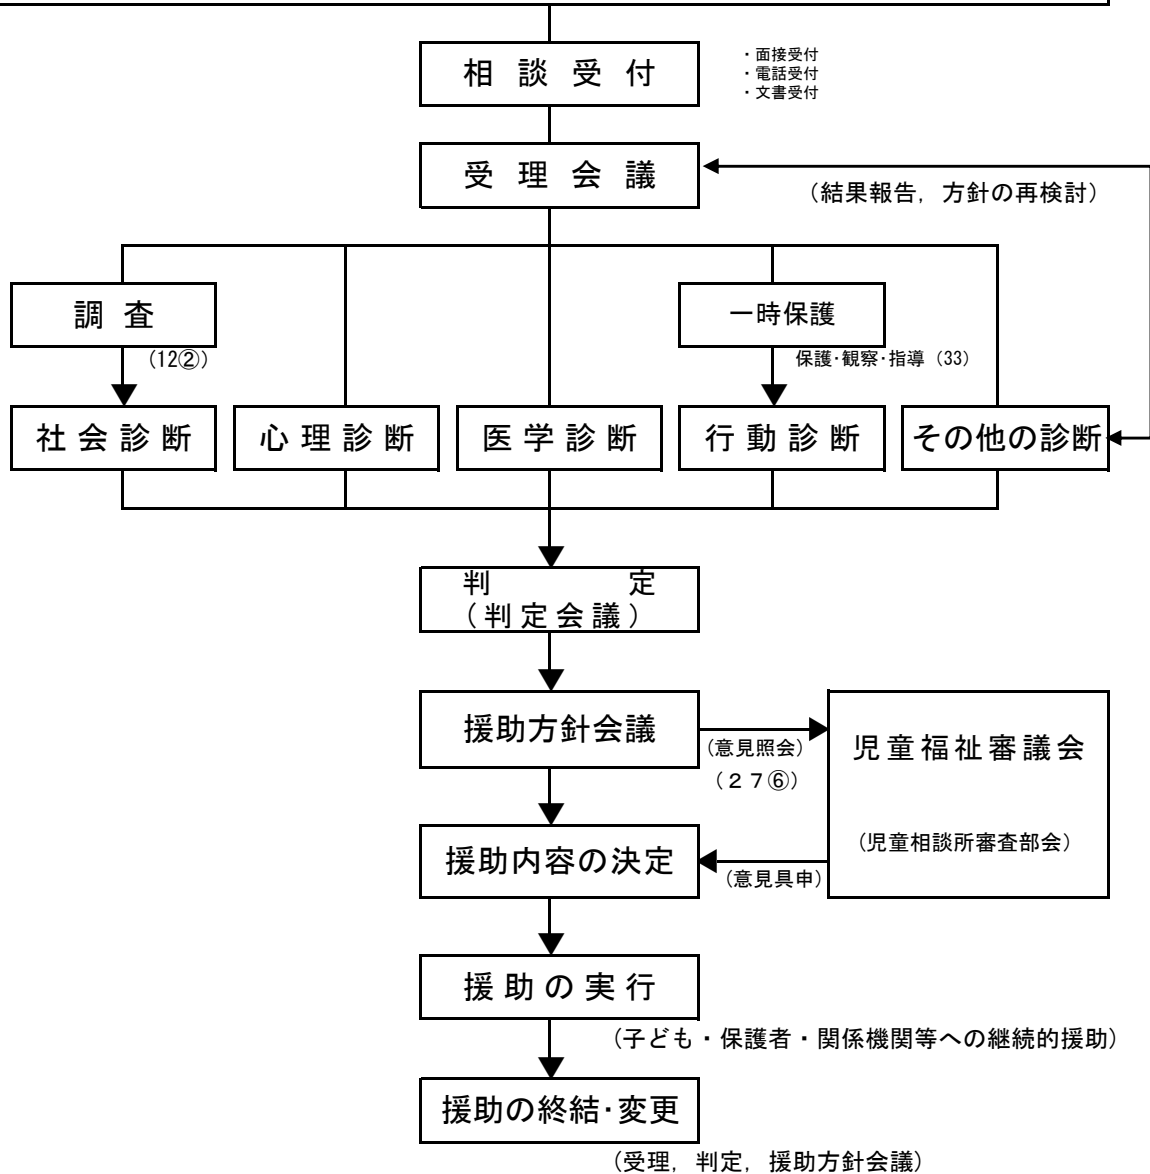 相談受付
・面接受付
・電話受付
・文書受付
受理会議
(結果報告,方針の再検討)
調査
(12②)
一時保護
保護・観察・指導(33)
社会診断
心理診断
医学診断
行動診断
その他の診断
判定
(判定会議)
援助方針会議
(意見照会)
(27⑥)
児童福祉審議会
(児童相談所審査部会)
援助内容の決定
(意見具申)
援助の実行
(子ども・保護者・関係機関等への継続的援助)
援助の終結・変更
(受理,判定,援助方針会議)